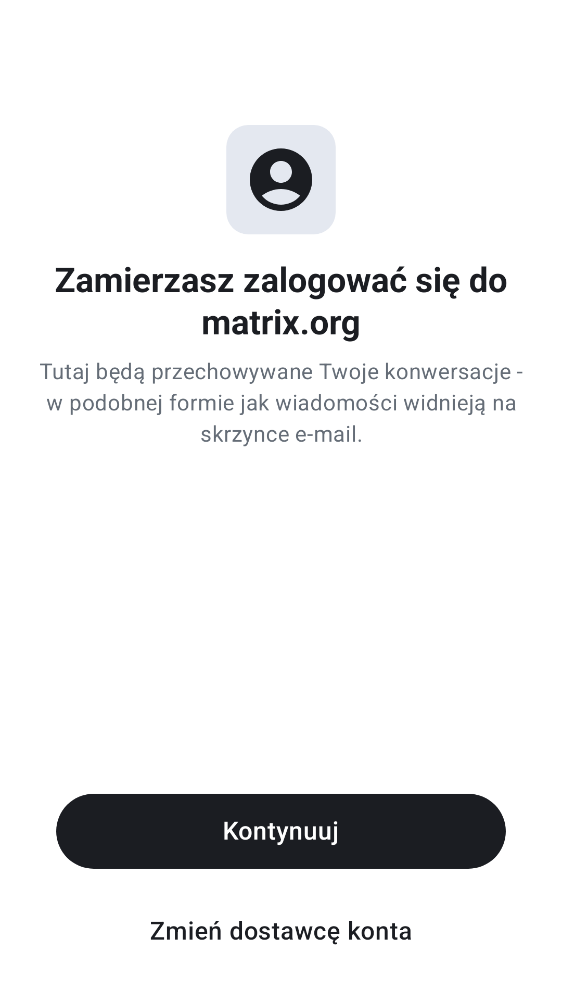 Zamierzasz zalogować się do
matrix.org
Tutaj będą przechowywane Twoje konwersacje -
w podobnej formie jak wiadomości widnieją na
skrzynce e-mail.
Kontynuuj
Zmień dostawcę konta